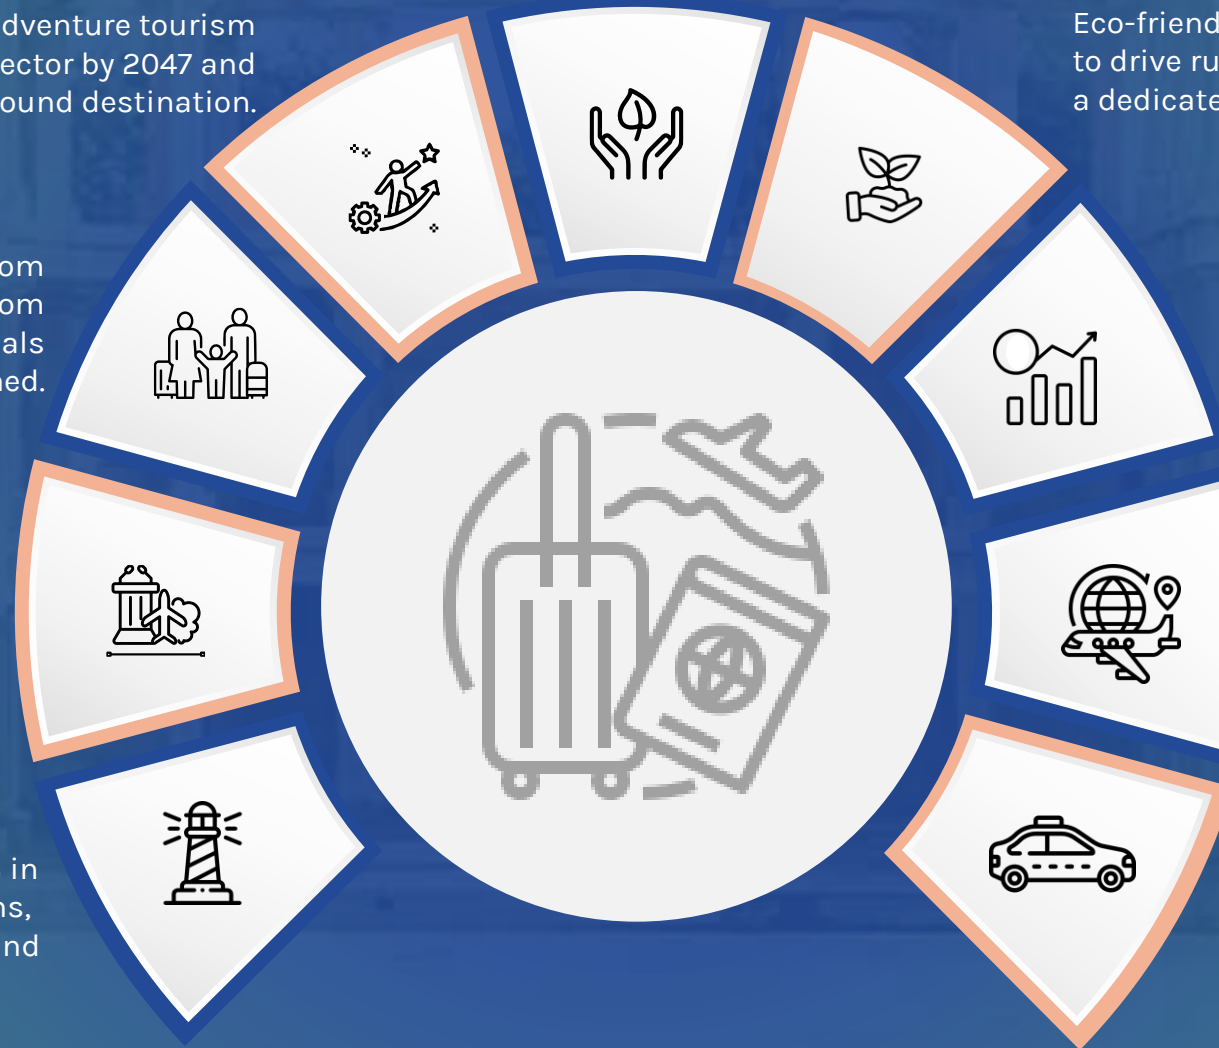 dventure tourism
ector by 2047 and
ound destination.
om
om
als
ned.
in
ns,
nd
Eco-friend
to drive ru
a dedicate